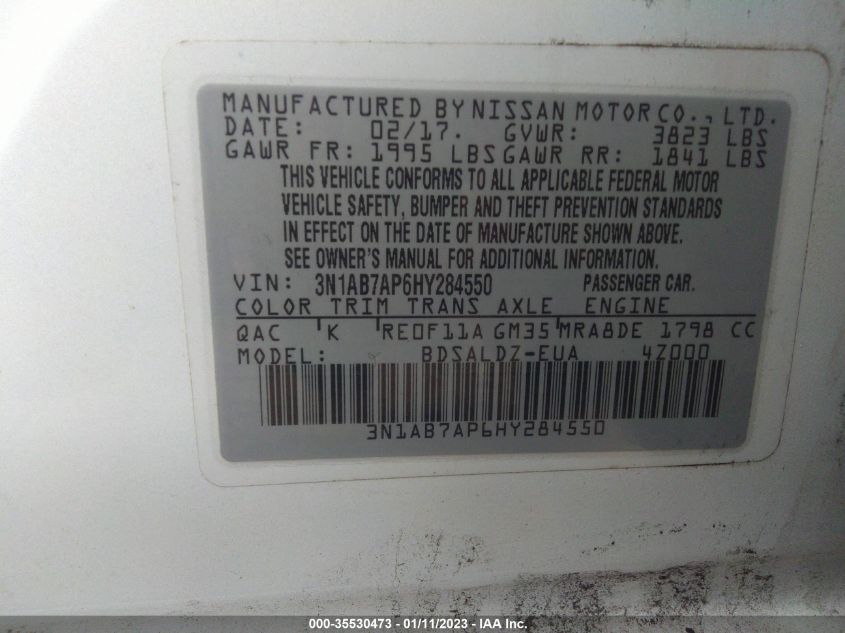 MANUFACTURED BY NISSAN MOTOR CO., LTD.
DATE: 02/17. GVWR: 3823 LBS
GAWR FR: 1995 LBS GAWR RR: 1841 LBS
THIS VEHICLE CONFORMS TO ALL APPLICABLE FEDERAL MOTOR
VEHICLE SAFETY, BUMPER AND THEFT PREVENTION STANDARDS
IN EFFECT ON THE DATE OF MANUFACTURE SHOWN ABOVE.
SEE OWNER'S MANUAL FOR ADDITIONAL INFORMATION.
VIN: 3N1AB7AP6HY284550 PASSENGER CAR.
COLOR TRIM TRANS AXLE ENGINE
QAC 'K 'RE0F11A GM35'MRA8DE 1798 CC
MODEL: BDSALDZ-EUA 4Z000
3N1AB7AP6HY284550
000-35530473 - 01/11/2023 - IAA Inc.